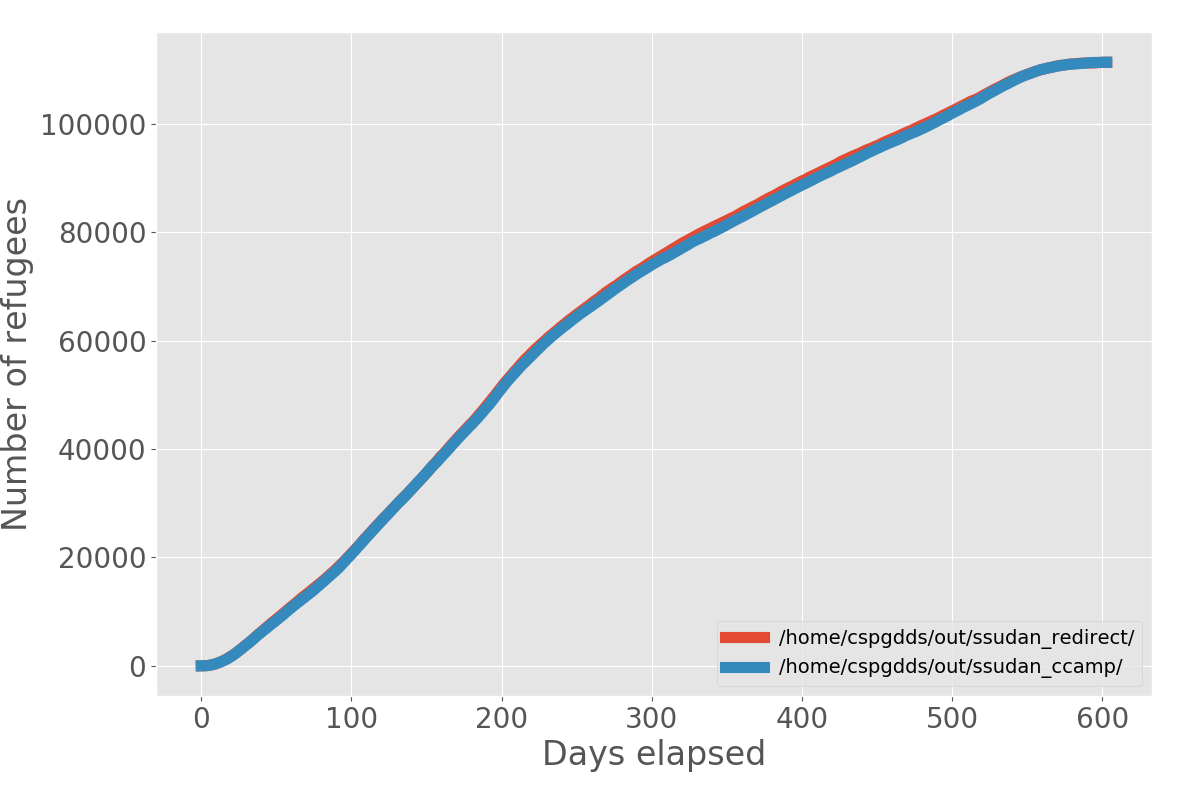 Number of refugees
100000
80000
60000
40000
20000
0
0 100 200 300 400 500 600
Days elapsed
/home/cspgdds/out/ssudan_redirect/
/home/cspgdds/out/ssudan_ccamp/